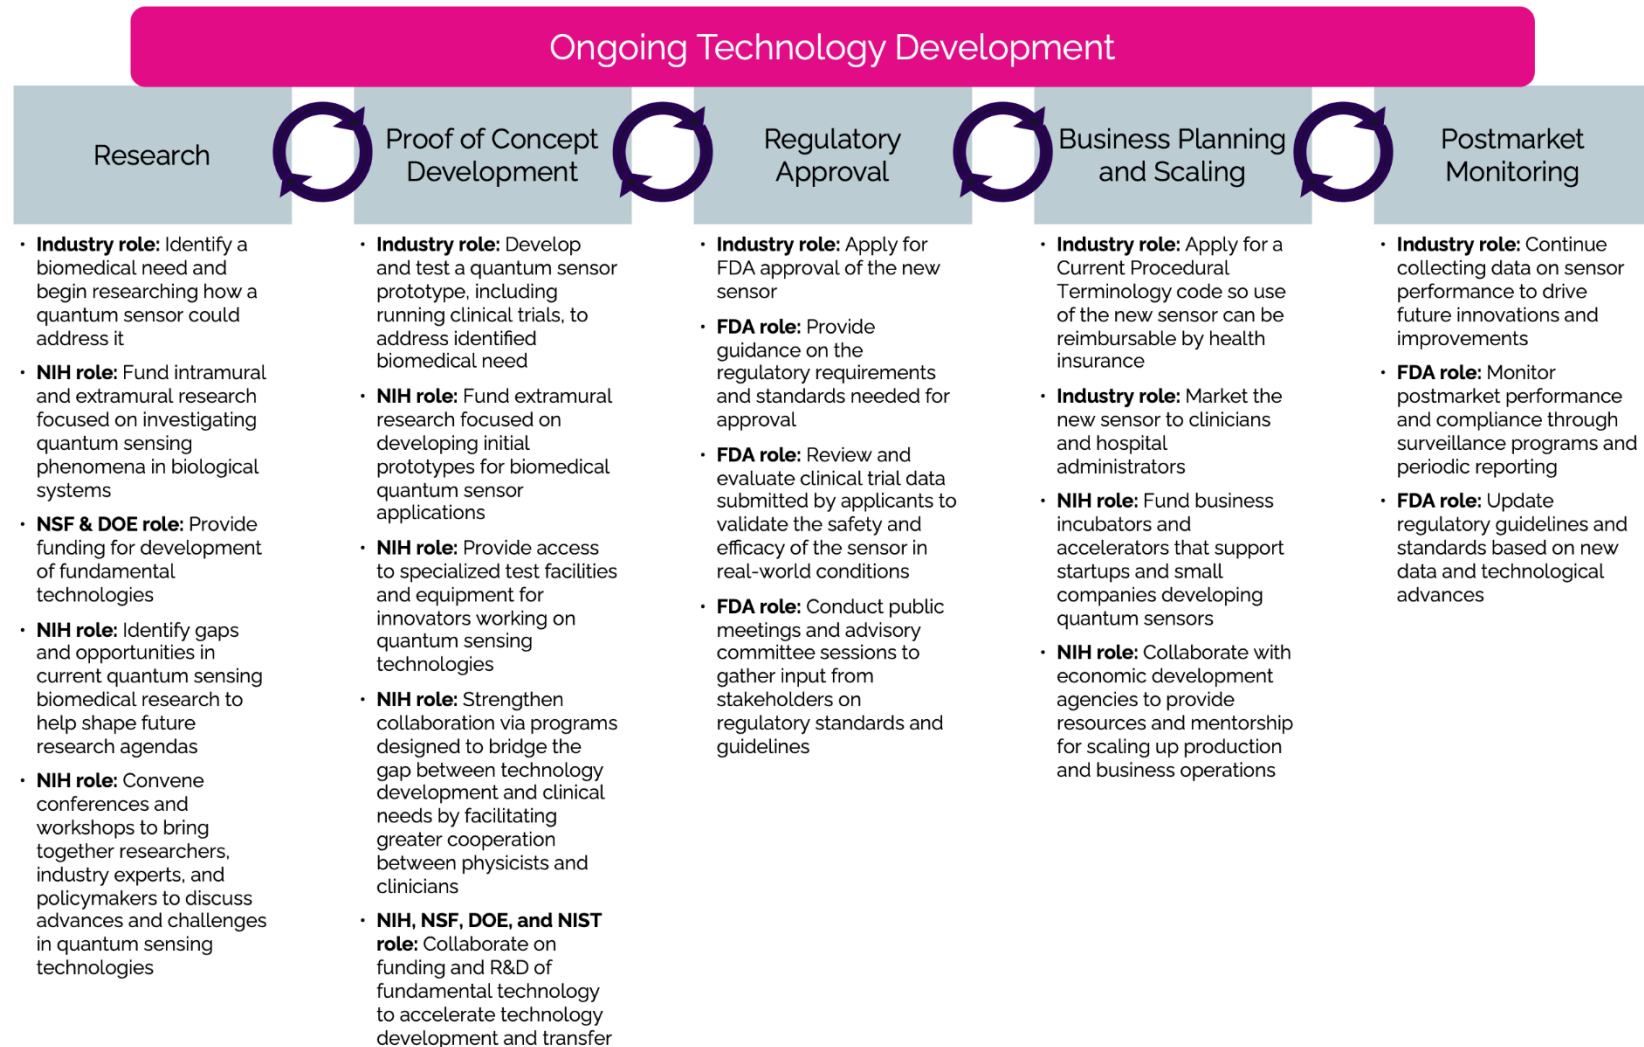 Ongoing Technology Development
Research
Proof of Concept
Development
Regulatory
Approval
Business Planning
and Scaling
Postmarket
Monitoring
• Industry role: Identify a
biomedical need and
begin researching how a
quantum sensor could
address it
• NIH role: Fund intramural
and extramural research
focused on investigating
quantum sensing
phenomena in biological
systems
• NSF & DOE role: Provide
funding for development
of fundamental
technologies
• NIH role: Identify gaps
and opportunities in
current quantum sensing
biomedical research to
help shape future
research agendas
• NIH role: Convene
conferences and
workshops to bring
together researchers,
industry experts, and
policymakers to discuss
advances and challenges
in quantum sensing
technologies
• Industry role: Develop
and test a quantum sensor
prototype, including
running clinical trials, to
address identified
biomedical need
• NIH role: Fund extramural
research focused on
developing initial
prototypes for biomedical
quantum sensor
applications
• NIH role: Provide access
to specialized test facilities
and equipment for
innovators working on
quantum sensing
technologies
• NIH role: Strengthen
collaboration via programs
designed to bridge the
gap between technology
development and clinical
needs by facilitating
greater cooperation
between physicists and
clinicians
• NIH, NSF, DOE, and NIST
role: Collaborate on
funding and R&D of
fundamental technology
to accelerate technology
development and transfer
• Industry role: Apply for
FDA approval of the new
sensor
• FDA role: Provide
guidance on the
regulatory requirements
and standards needed for
approval
• FDA role: Review and
evaluate clinical trial data
submitted by applicants to
validate the safety and
efficacy of the sensor in
real-world conditions
• FDA role: Conduct public
meetings and advisory
committee sessions to
gather input from
stakeholders on
regulatory standards and
guidelines
• Industry role: Apply for a
Current Procedural
Terminology code so use
of the new sensor can be
reimbursable by health
insurance
• Industry role: Market the
new sensor to clinicians
and hospital
administrators
• NIH role: Fund business
incubators and
accelerators that support
startups and small
companies developing
quantum sensors
• NIH role: Collaborate with
economic development
agencies to provide
resources and mentorship
for scaling up production
and business operations
• Industry role: Continue
collecting data on sensor
performance to drive
future innovations and
improvements
• FDA role: Monitor
postmarket performance
and compliance through
surveillance programs and
periodic reporting
• FDA role: Update
regulatory guidelines and
standards based on new
data and technological
advances